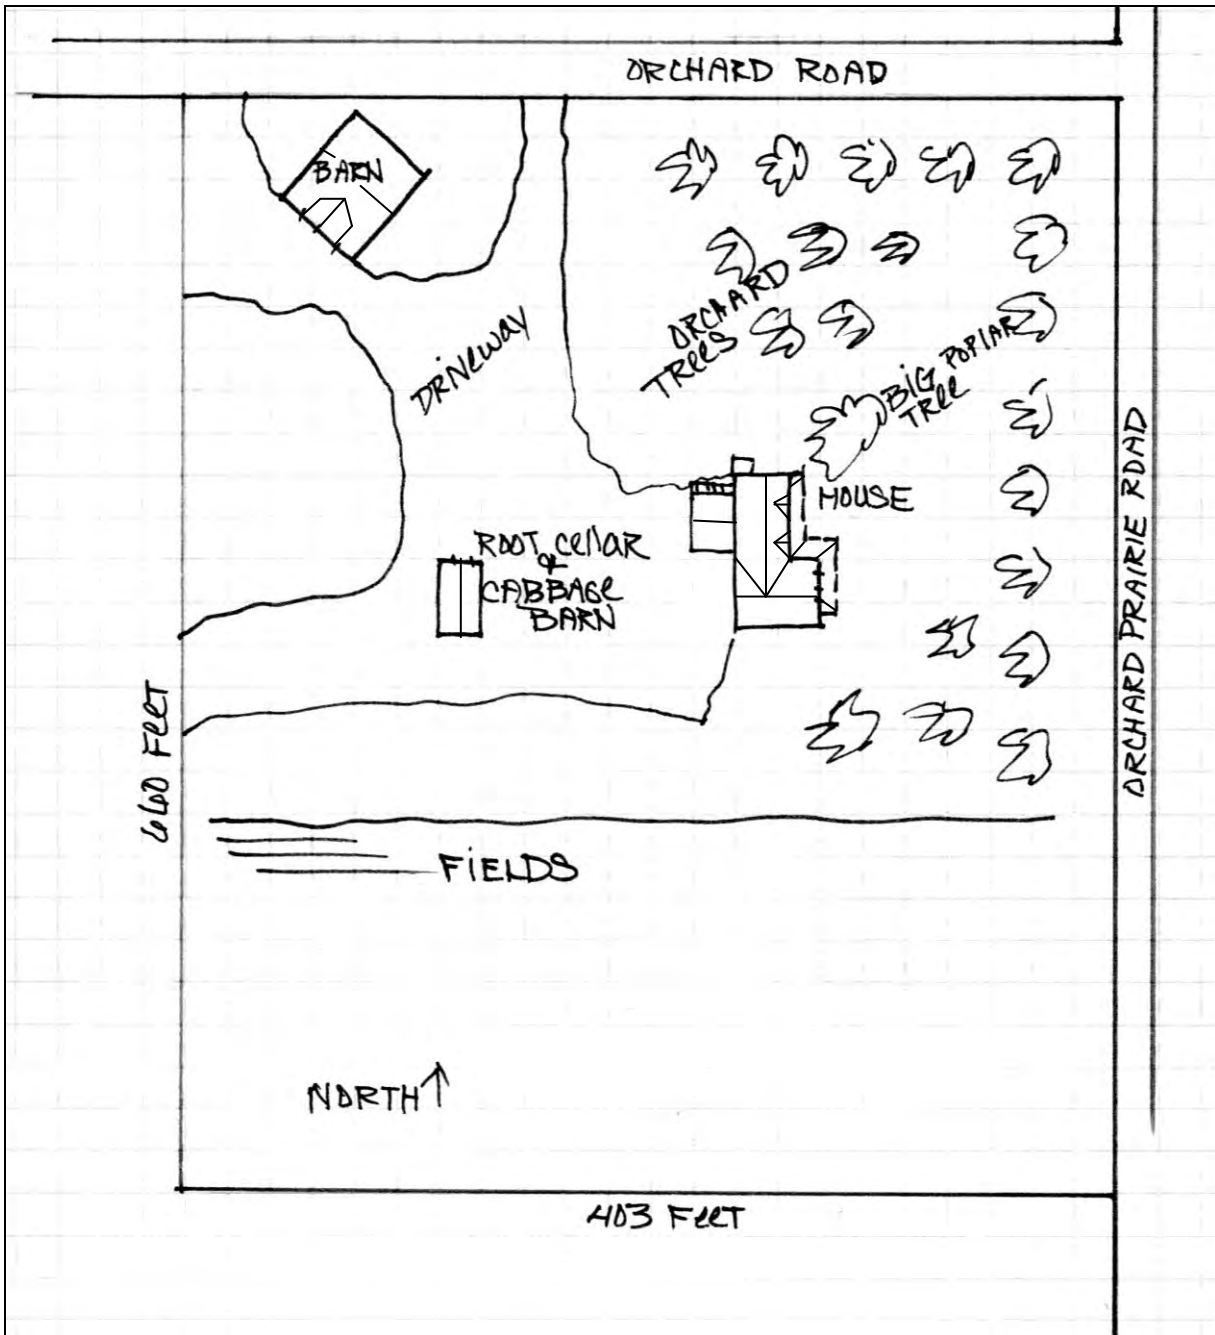 ORCHARD ROAD
BARN
ORCHARD
TREES
DRIVEWAY
BIG POPLAR
TREE
HOUSE
ROOT CELLAR
&
CABBAGE
BARN
ORCHARD PRAIRIE ROAD
660 FEET
FIELDS
NORTH
403 FEET